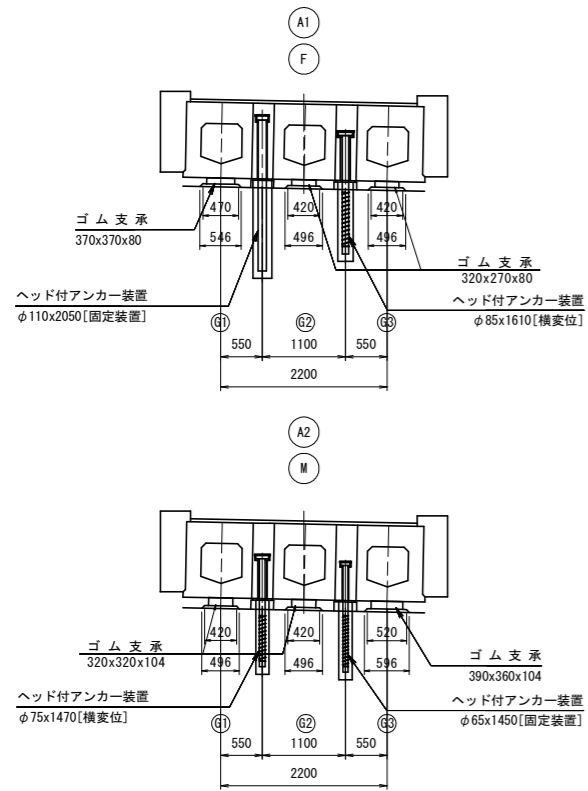 A1
F
470
420
420
ゴム支承
370x370x80
546
496
496
ゴム支承
320x270x80
ヘッド付アンカー装置
φ110x2050[固定装置]
ヘッド付アンカー装置
φ85x1610[横変位]
G1
G2
G3
550
1100
550
2200
A2
M
420
420
520
ゴム支承
320x320x104
496
496
596
ゴム支承
390x360x104
ヘッド付アンカー装置
φ75x1470[横変位]
ヘッド付アンカー装置
φ65x1450[固定装置]
G1
G2
G3
550
1100
550
2200